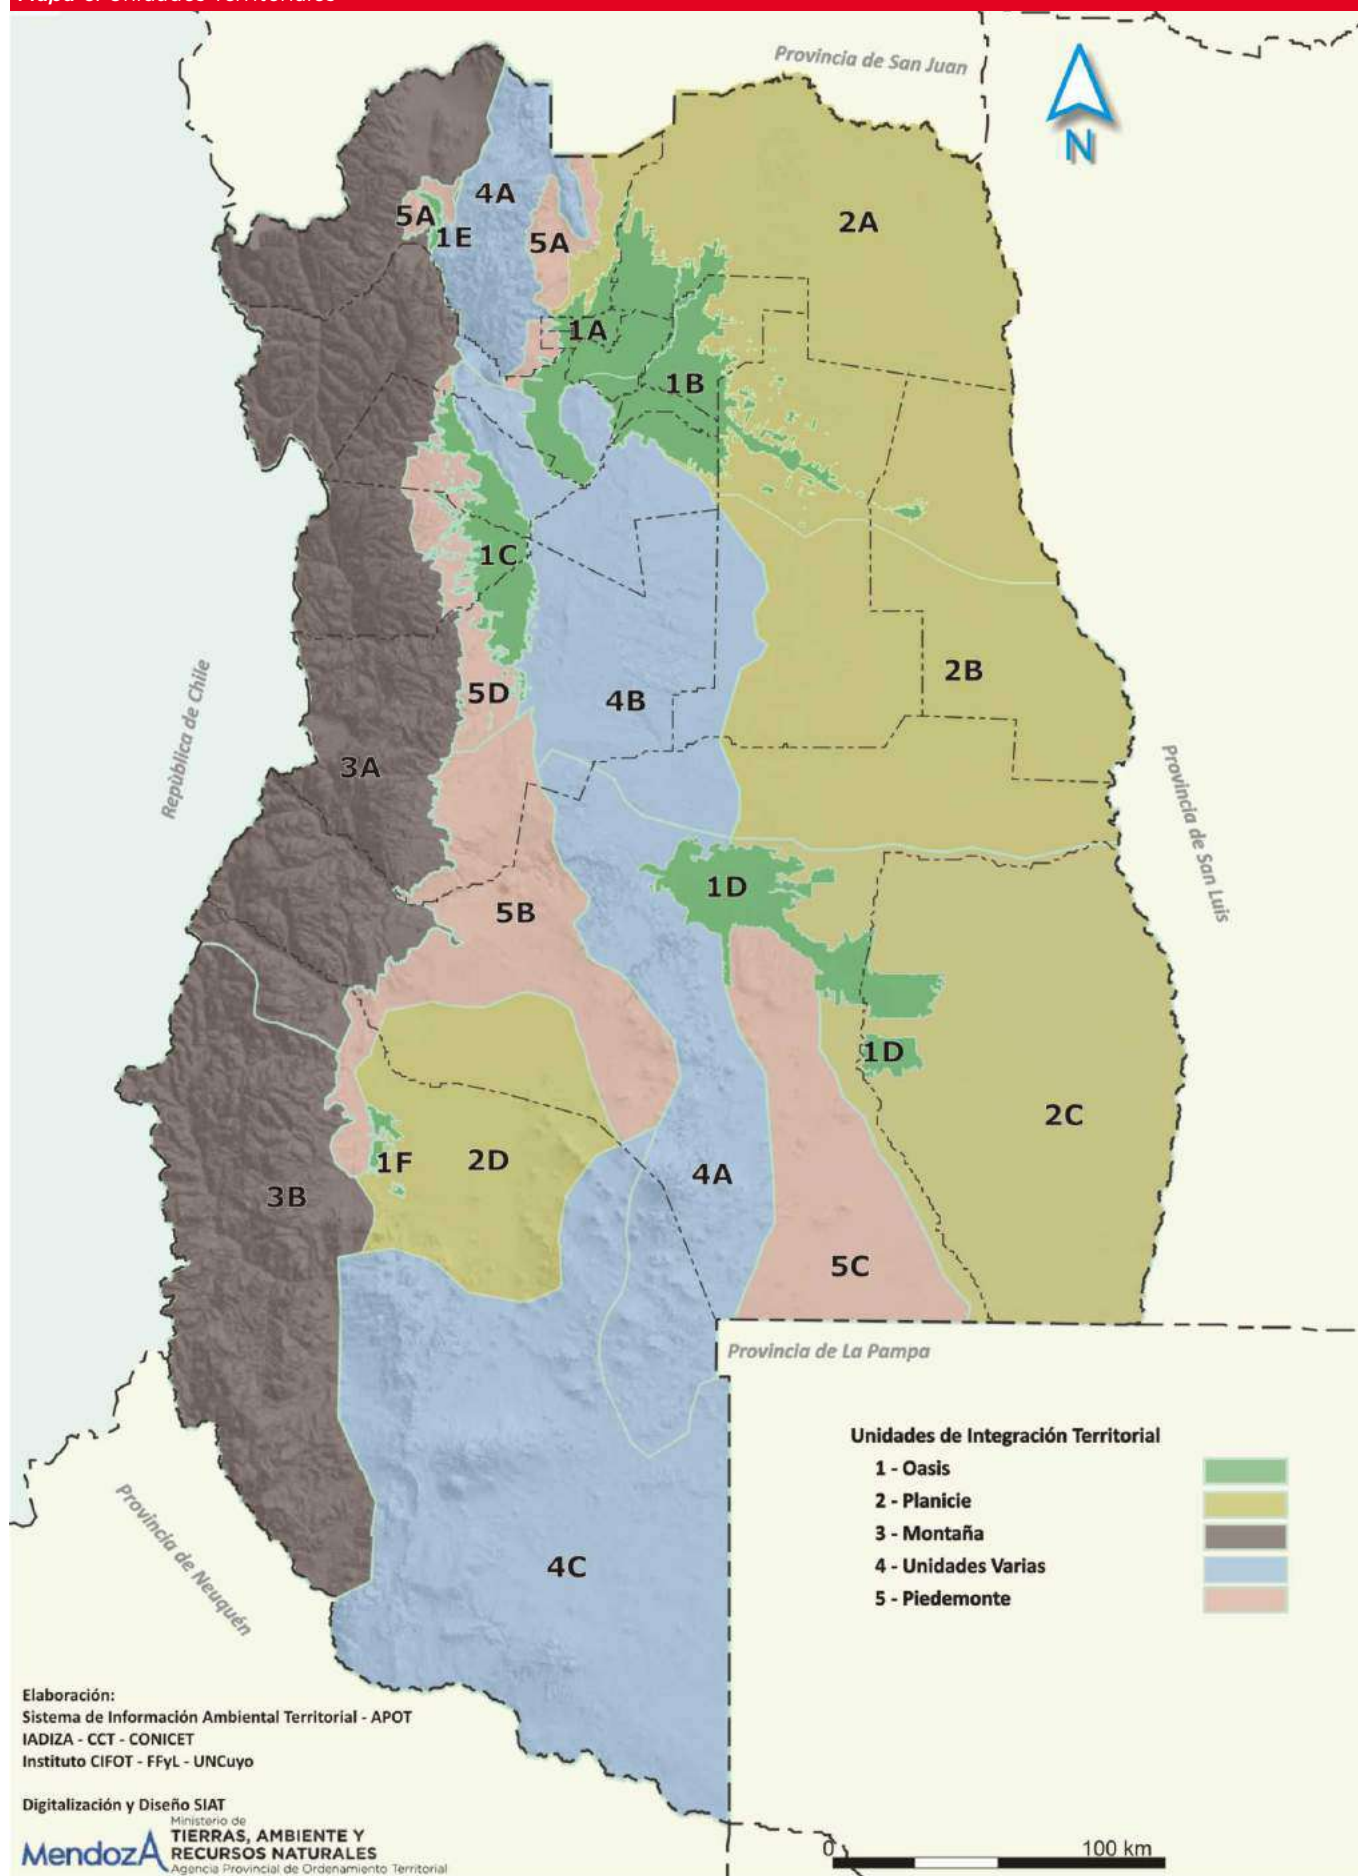 Provincia de San Juan
N
4A
2A
5A
1E
5A
1A
1B
1C
2B
5D
4B
República de Chile
3A
Provincia de San Luis
1D
5B
1D
2C
1F
2D
4A
3B
5C
Provincia de La Pampa
Unidades de Integración Territorial
1 - Oasis
2 - Planicie
3 - Montaña
4 - Unidades Varias
5 - Piedemonte
Provincia de Neuquén
4C
Elaboración:
Sistema de Información Ambiental Territorial - APOT
IADIZA - CCT - CONICET
Instituto CIFOT - FFyL - UNCuyo
Digitalización y Diseño SIAT
Ministerio de
MendozA TIERRAS, AMBIENTE Y
RECURSOS NATURALES
Agencia Provincial de Ordenamiento Territorial
0 100 km